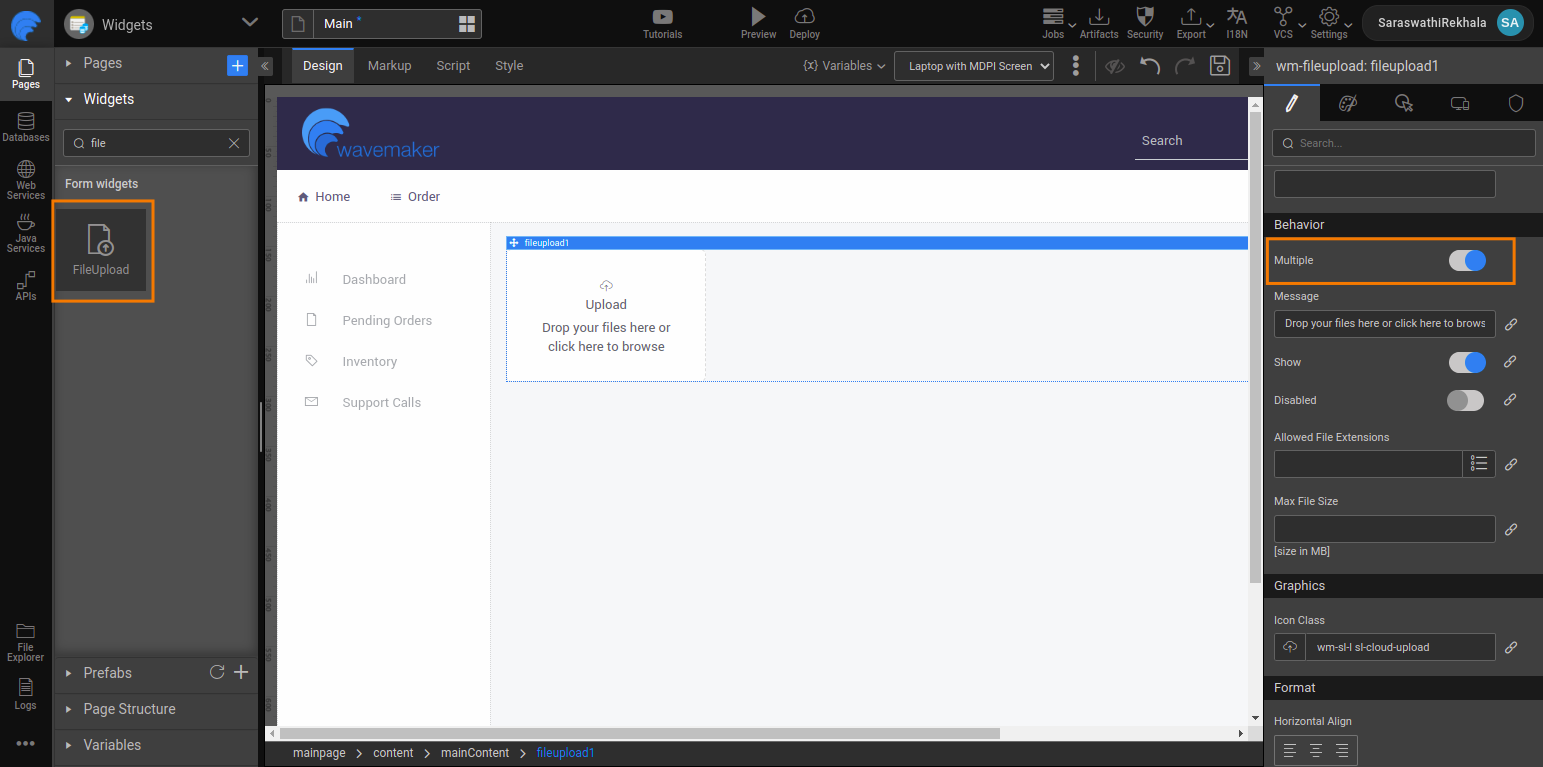 Widgets
Main *
Tutorials
Preview
Deploy
Jobs
Artifacts
Security
Export
I18N
VCS
Settings
SaraswathiRekhala
SA
Pages
Databases
Web
Services
Java
Services
APIs
File
Explorer
Logs
Pages
Widgets
file
Form widgets
FileUpload
Prefabs
Page Structure
Variables
Design
Markup
Script
Style
{x} Variables
Laptop with MDPI Screen
wavemaker
Search
Home
Order
Dashboard
Pending Orders
Inventory
Support Calls
fileupload1
Upload
Drop your files here or
click here to browse
mainpage > content > mainContent > fileupload1
wm-fileupload: fileupload1
Search...
Behavior
Multiple
Message
Drop your files here or click here to brows
Show
Disabled
Allowed File Extensions
Max File Size
[size in MB]
Graphics
Icon Class
wm-sl-l sl-cloud-upload
Format
Horizontal Align